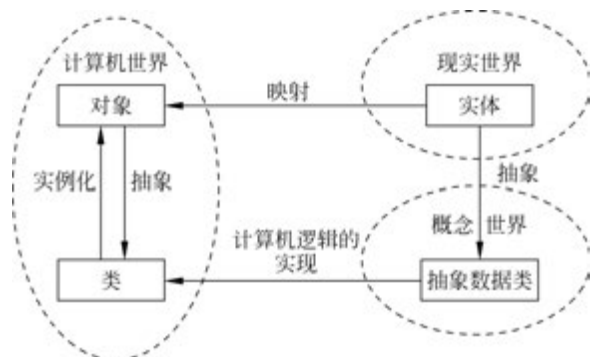 计算机世界
现实世界
对象
映射
实体
实例化
抽象
抽象
概念 世界
计算机逻辑的
实现
类
抽象数据类